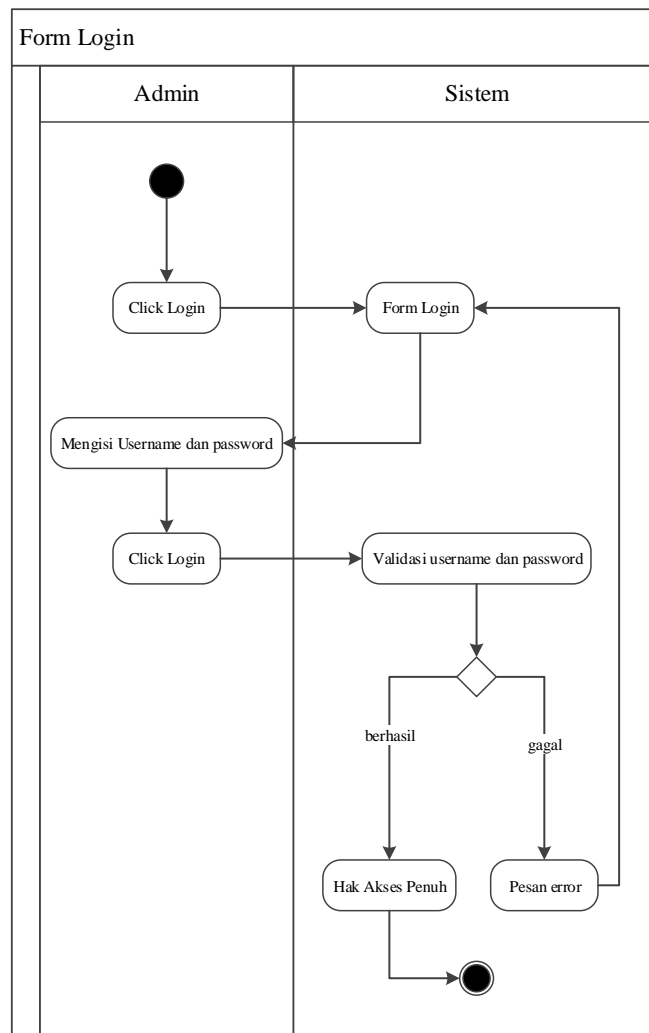 Form Login
Admin
Sistem
Click Login
Form Login
Mengisi Username dan password
Click Login
Validasi username dan password
berhasil
gagal
Hak Akses Penuh
Pesan error